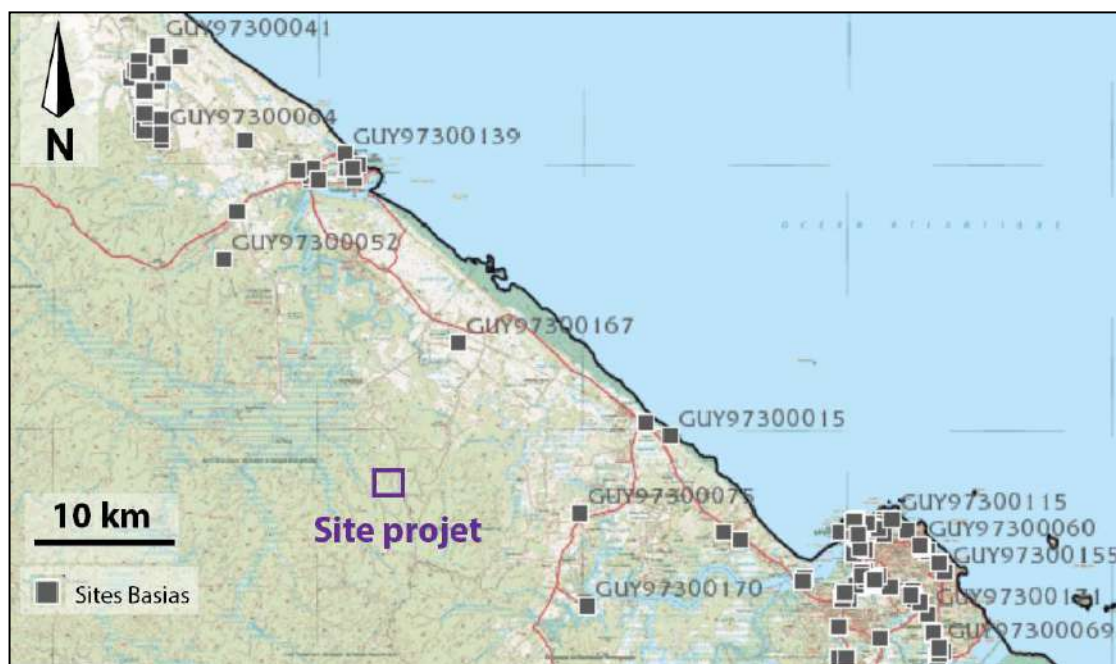 GUY97300041
N
GUY97300064
GUY97300139
GUY97300052
GUY97300167
GUY97300015
GUY97300075
Site projet
GUY97300115
GUY97300060
GUY97300155
10 km
GUY97300170
Sites Basias
GUY97300069